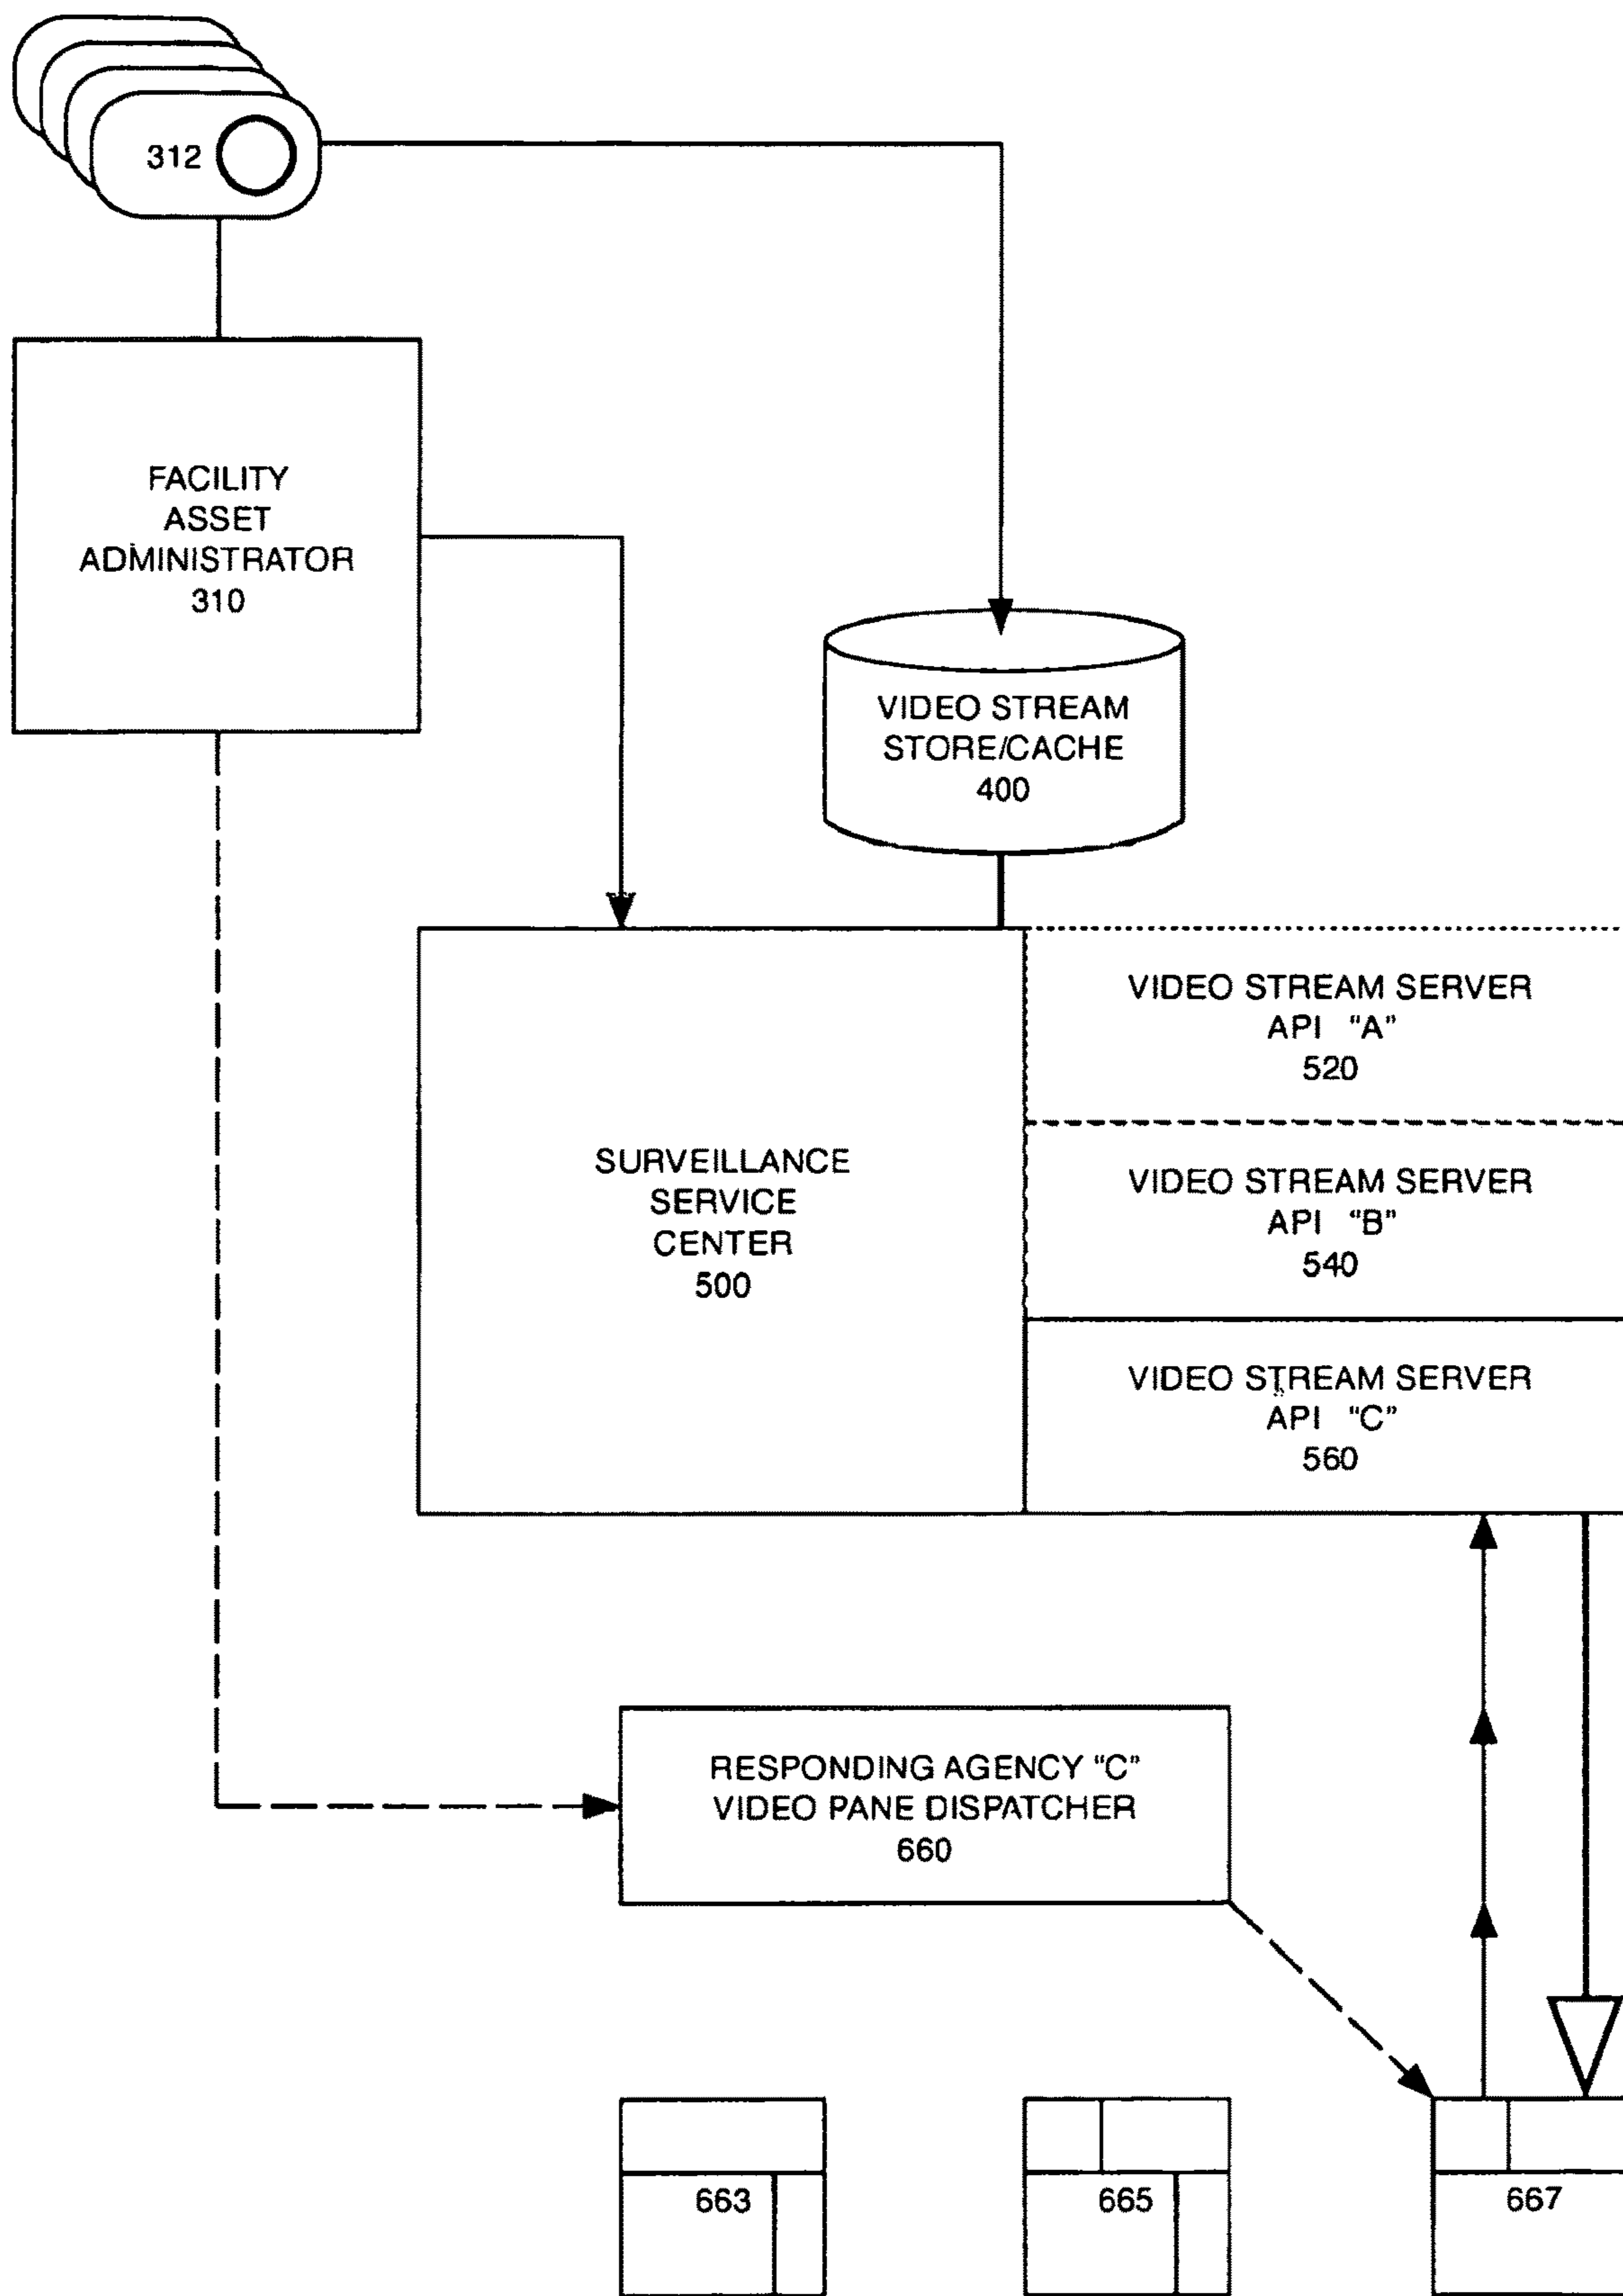 312
FACILITY
ASSET
ADMINISTRATOR
310
VIDEO STREAM
STORE/CACHE
400
SURVEILLANCE
SERVICE
CENTER
500
VIDEO STREAM SERVER
API "A"
520
VIDEO STREAM SERVER
API "B"
540
VIDEO STREAM SERVER
API "C"
560
RESPONDING AGENCY "C"
VIDEO PANE DISPATCHER
660
663
665
667